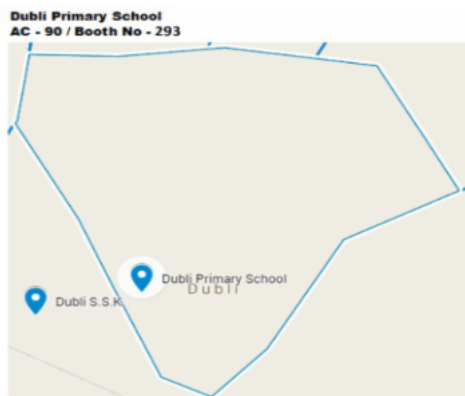 Dubli Primary School
AC - 90 / Booth No - 293
Dubli Primary School
Dubli
Dubli S.S.K.